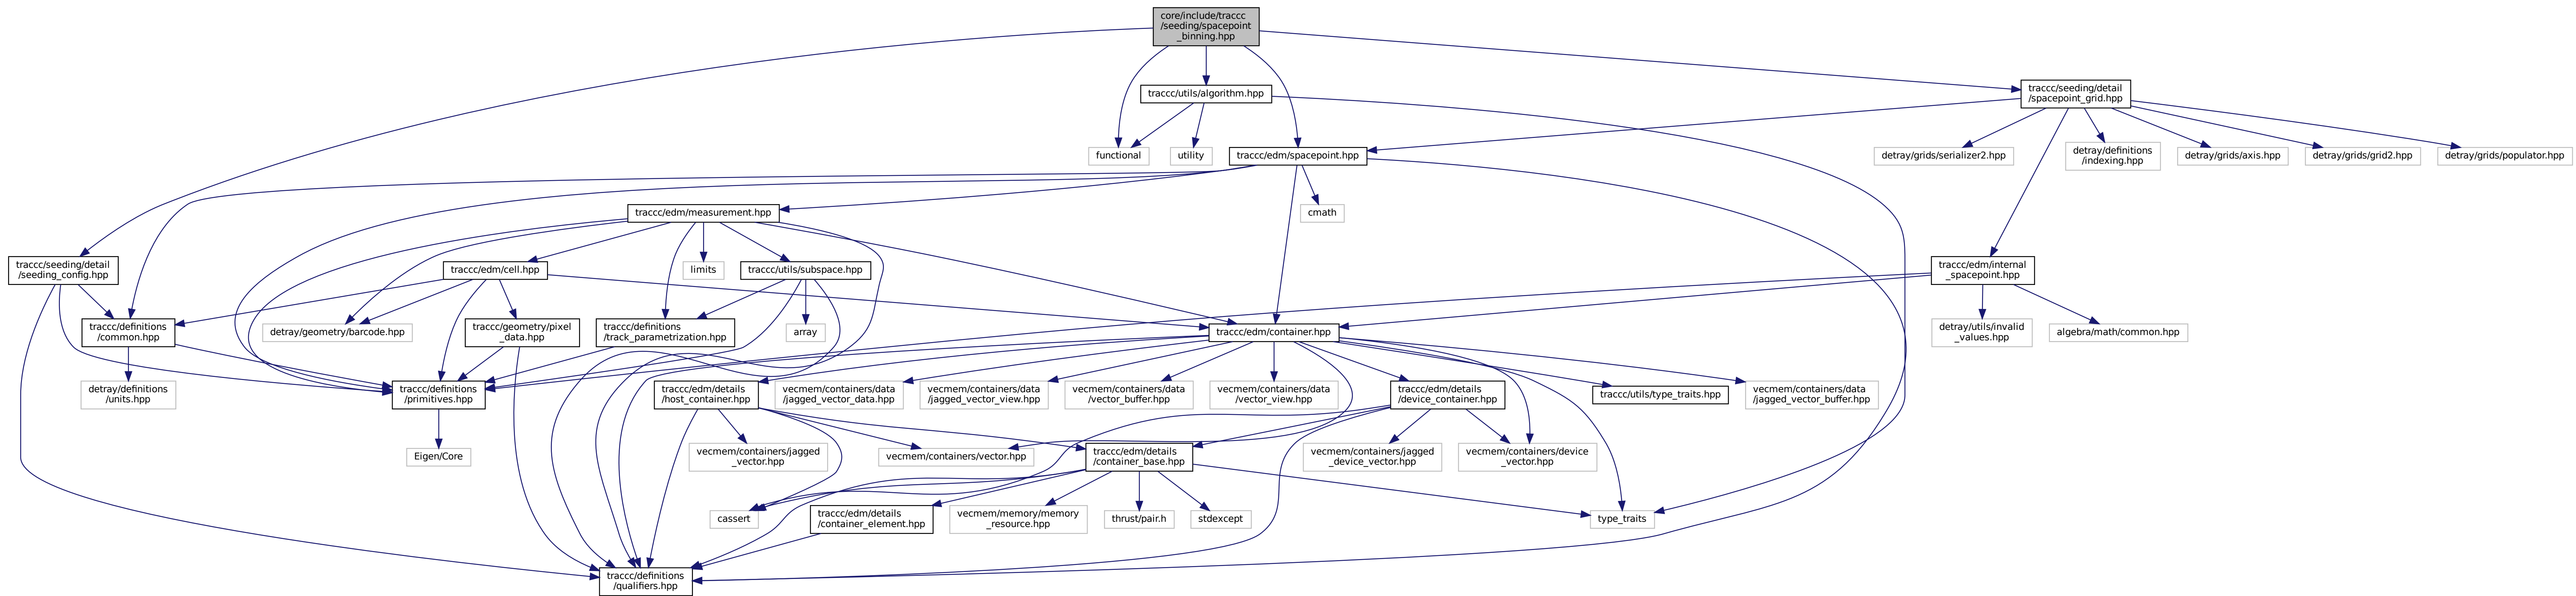 core/include/traccc
/seeding/spacepoint
_binning.hpp
traccc/utils/algorithm.hpp
traccc/seeding/detail
/spacepoint_grid.hpp
functional
utility
traccc/edm/spacepoint.hpp
detray/grids/serializer2.hpp
detray/definitions
/indexing.hpp
detray/grids/axis.hpp
detray/grids/grid2.hpp
detray/grids/populator.hpp
traccc/edm/measurement.hpp
cmath
traccc/seeding/detail
/seeding_config.hpp
traccc/edm/cell.hpp
limits
traccc/utils/subspace.hpp
traccc/edm/internal
_spacepoint.hpp
traccc/definitions
/common.hpp
detray/geometry/barcode.hpp
traccc/geometry/pixel
_data.hpp
traccc/definitions
/track_parametrization.hpp
array
traccc/edm/container.hpp
detray/utils/invalid
_values.hpp
algebra/math/common.hpp
detray/definitions
/units.hpp
traccc/definitions
/primitives.hpp
traccc/edm/details
/host_container.hpp
vecmem/containers/data
/jagged_vector_data.hpp
vecmem/containers/data
/jagged_vector_view.hpp
vecmem/containers/data
/vector_buffer.hpp
vecmem/containers/data
/vector_view.hpp
traccc/edm/details
/device_container.hpp
traccc/utils/type_traits.hpp
vecmem/containers/data
/jagged_vector_buffer.hpp
Eigen/Core
vecmem/containers/jagged
_vector.hpp
vecmem/containers/vector.hpp
traccc/edm/details
/container_base.hpp
vecmem/containers/jagged
_device_vector.hpp
vecmem/containers/device
_vector.hpp
cassert
traccc/edm/details
/container_element.hpp
vecmem/memory/memory
_resource.hpp
thrust/pair.h
stdexcept
type_traits
traccc/definitions
/qualifiers.hpp